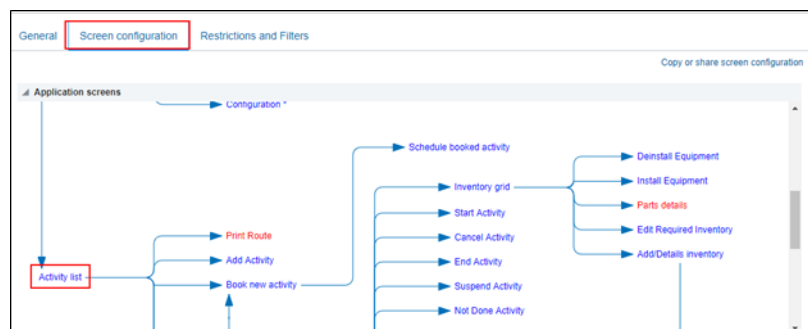 General Screen configuration Restrictions and Filters
Copy or share screen configuration
Application screens
Configuration *
Schedule booked activity
Deinstall Equipment
Inventory grid
Install Equipment
Start Activity
Parts details
Print Route
Cancel Activity
Edit Required Inventory
Add Activity
End Activity
Add/Details inventory
Activity list
Book new activity
Suspend Activity
Not Done Activity